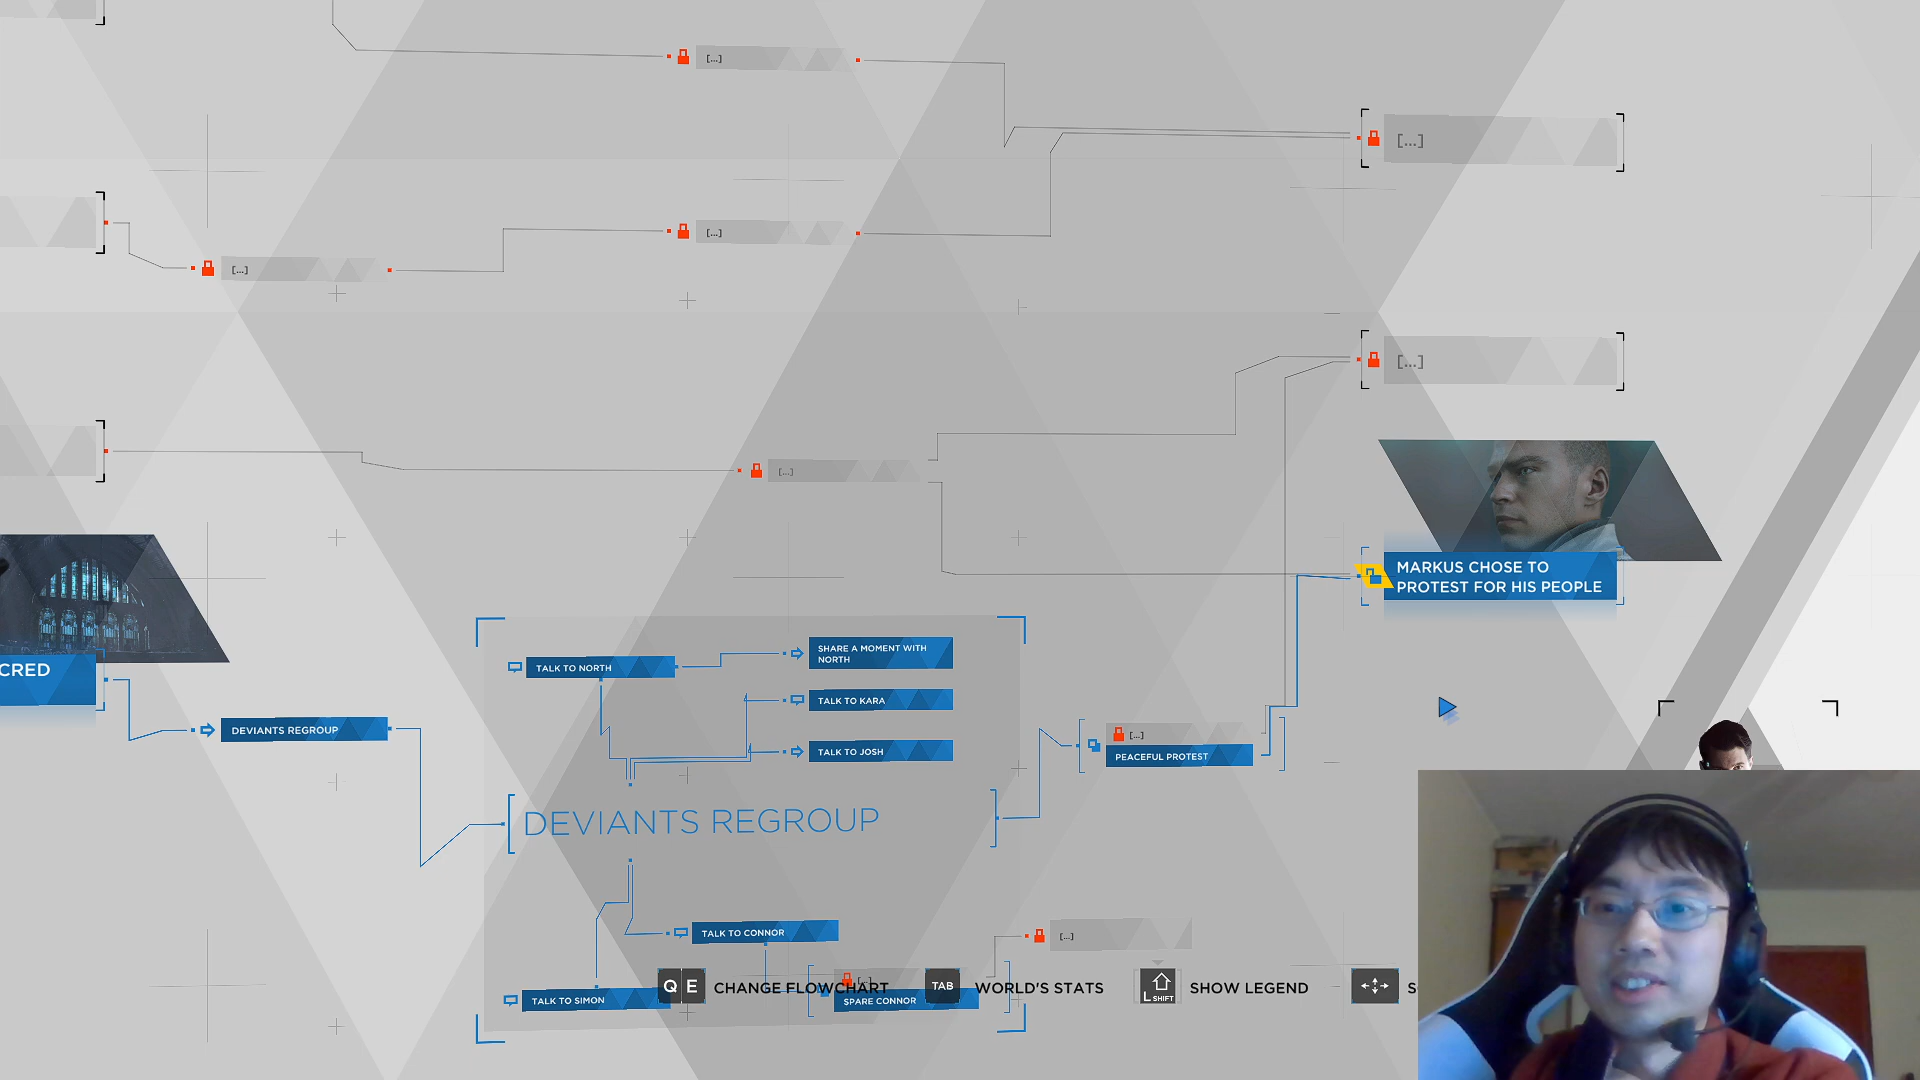 [...]
[...]
[...]
[...]
[...]
[...]
MARKUS CHOSE TO
PROTEST FOR HIS PEOPLE
CRED
TALK TO NORTH
SHARE A MOMENT WITH
NORTH
TALK TO KARA
DEVIANTS REGROUP
TALK TO JOSH
[...]
PEACEFUL PROTEST
DEVIANTS REGROUP
TALK TO CONNOR
[...]
[...]
SPARE CONNOR
TALK TO SIMON
Q E CHANGE FLOWCHART TAB WORLD'S STATS L SHIFT SHOW LEGEND S